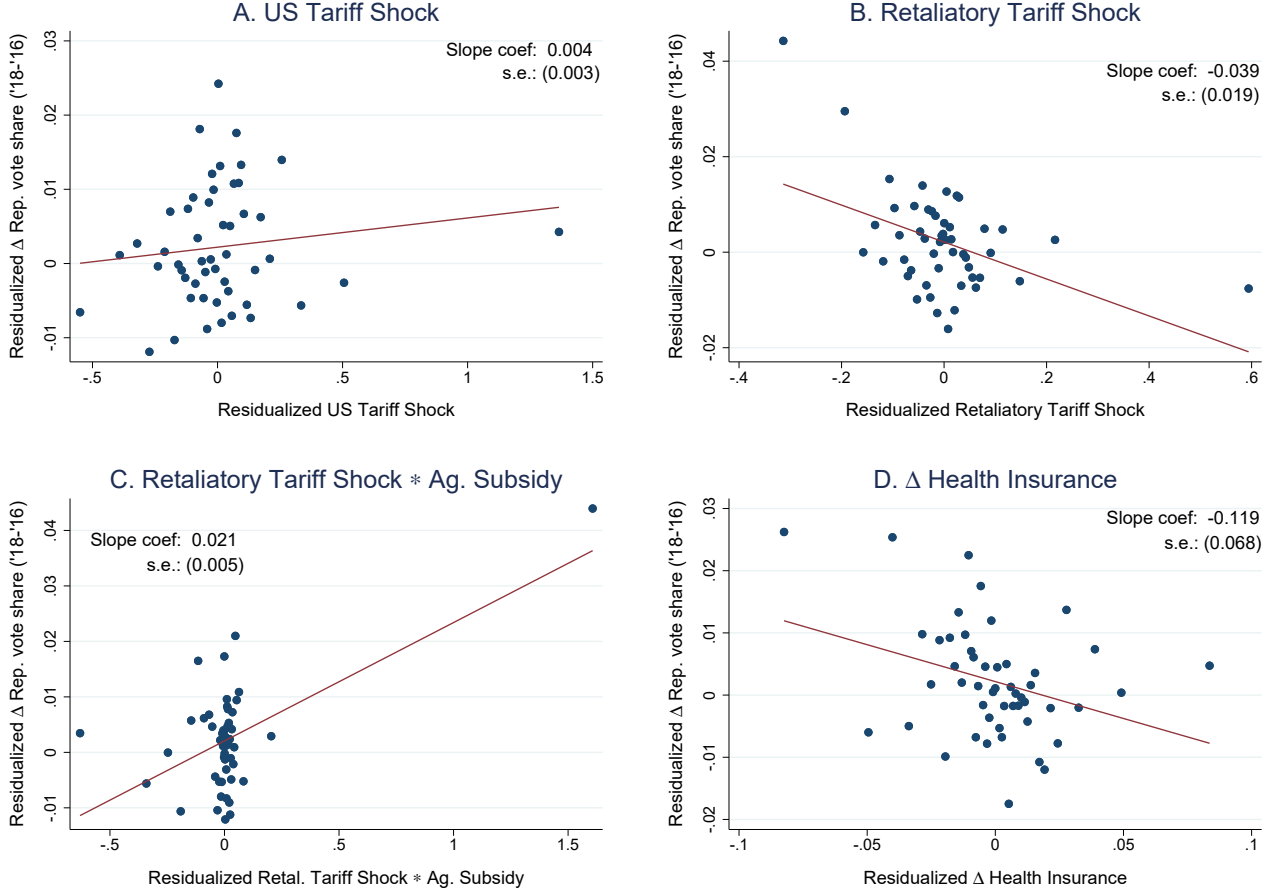 A. US Tariff Shock
Slope coef: 0.004
s.e.: (0.003)
Residualized Δ Rep. vote share ('18-'16)
.03
.02
.01
0
-.01
-.5
0
.5
1
1.5
Residualized US Tariff Shock
B. Retaliatory Tariff Shock
Slope coef: -0.039
s.e.: (0.019)
Residualized Δ Rep. vote share ('18-'16)
.04
.02
0
-.02
-.4
-.2
0
.2
.4
.6
Residualized Retaliatory Tariff Shock
C. Retaliatory Tariff Shock * Ag. Subsidy
Slope coef: 0.021
s.e.: (0.005)
Residualized Δ Rep. vote share ('18-'16)
.04
.03
.02
.01
0
-.01
-.5
0
.5
1
1.5
Residualized Retal. Tariff Shock * Ag. Subsidy
D. Δ Health Insurance
Slope coef: -0.119
s.e.: (0.068)
Residualized Δ Rep. vote share ('18-'16)
.03
.02
.01
0
-.01
-.02
-.1
-.05
0
.05
.1
Residualized Δ Health Insurance